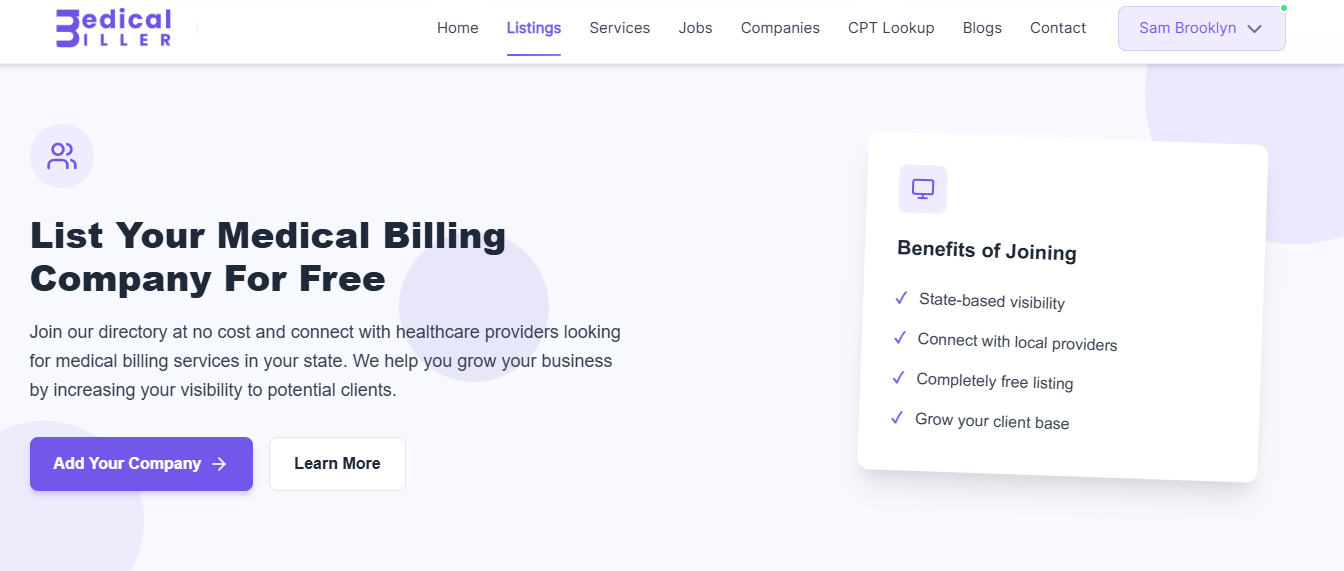 Medical
BILLER
Home
Listings
Services
Jobs
Companies
CPT Lookup
Blogs
Contact
Sam Brooklyn
List Your Medical Billing
Company For Free
Join our directory at no cost and connect with healthcare providers looking
for medical billing services in your state. We help you grow your business
by increasing your visibility to potential clients.
Add Your Company →
Learn More
Benefits of Joining
✓ State-based visibility
✓ Connect with local providers
✓ Completely free listing
✓ Grow your client base